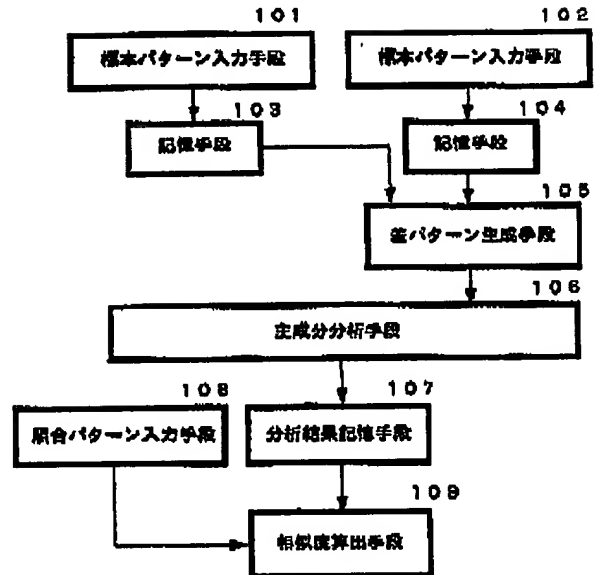 101
102
標本パターン入力手段
標本パターン入力手段
103
104
記憶手段
記憶手段
105
差パターン生成手段
106
主成分分析手段
108
107
照合パターン入力手段
分析結果記憶手段
109
相似度算出手段